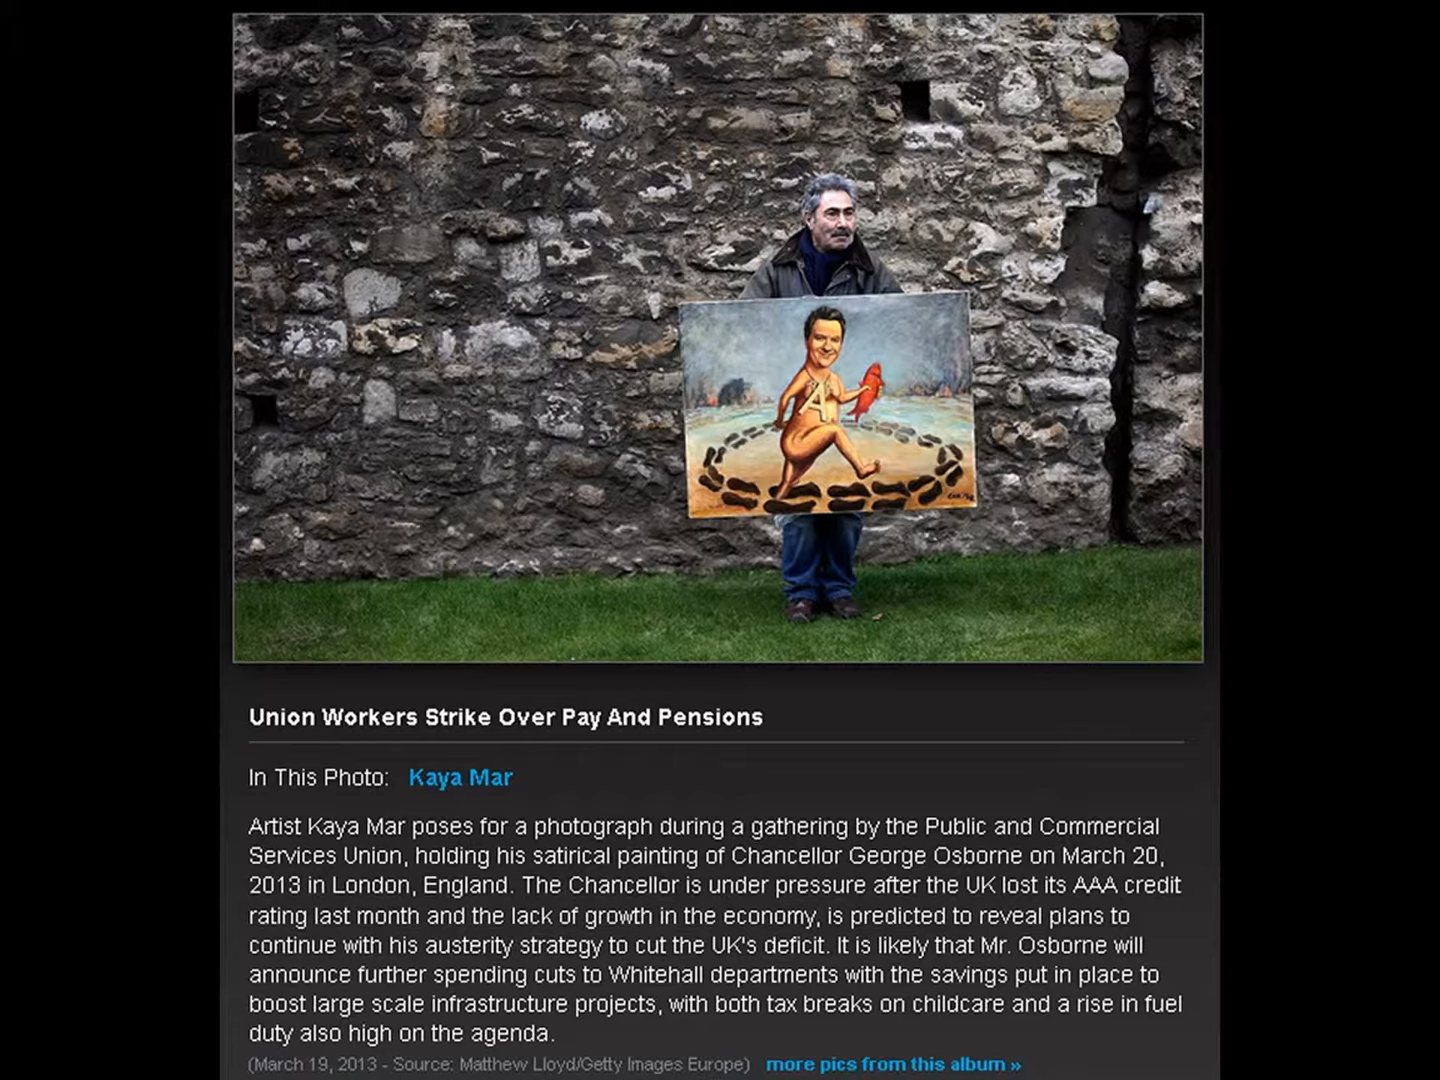 Union Workers Strike Over Pay And Pensions
In This Photo: Kaya Mar
Artist Kaya Mar poses for a photograph during a gathering by the Public and Commercial
Services Union, holding his satirical painting of Chancellor George Osborne on March 20,
2013 in London, England. The Chancellor is under pressure after the UK lost its AAA credit
rating last month and the lack of growth in the economy, is predicted to reveal plans to
continue with his austerity strategy to cut the UK's deficit. It is likely that Mr. Osborne will
announce further spending cuts to Whitehall departments with the savings put in place to
boost large scale infrastructure projects, with both tax breaks on childcare and a rise in fuel
duty also high on the agenda.
(March 19, 2013 - Source: Matthew Lloyd/Getty Images Europe) more pics from this album »
A